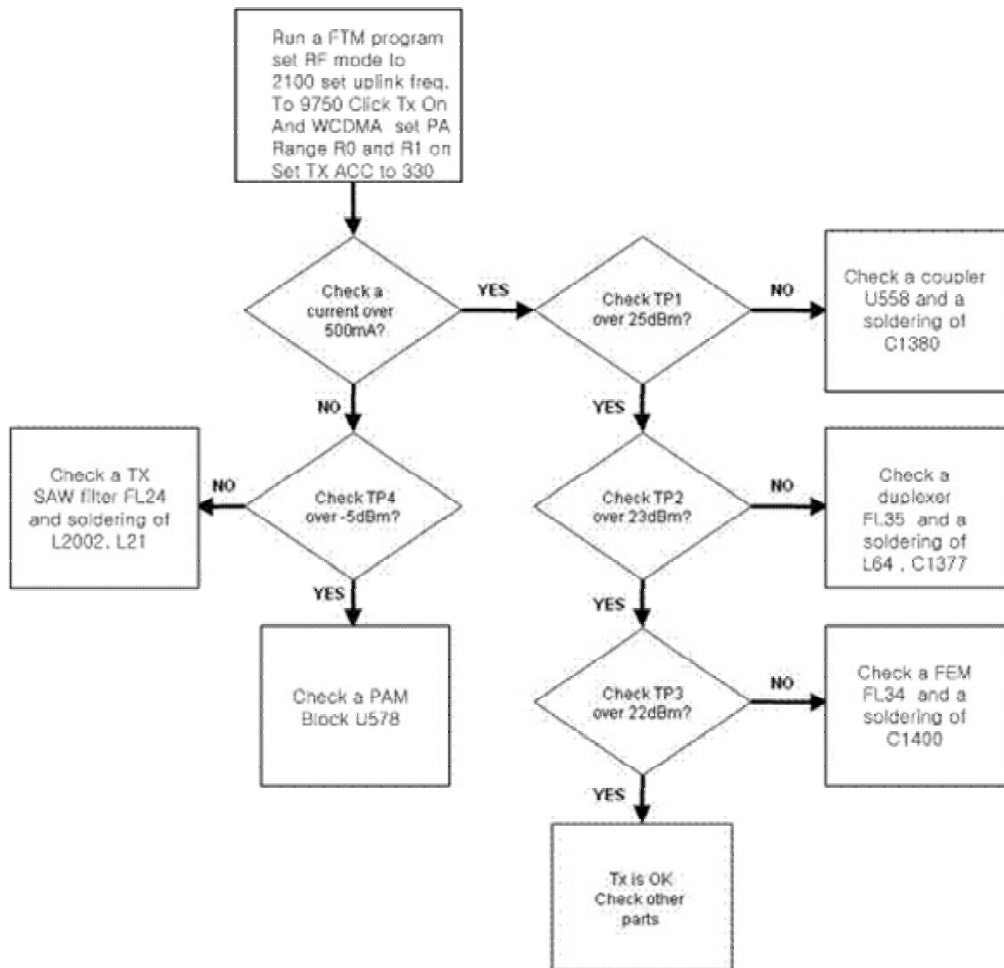 Run a FTM program
set RF mode to
2100 set uplink freq.
To 9750 Click Tx On
And WCDMA set PA
Range R0 and R1 on
Set TX ACC to 330
Check a
current over
500mA?
YES
Check TP1
over 25dBm?
NO
Check a coupler
U558 and a
soldering of
C1380
NO
YES
Check a TX
SAW filter FL24
and soldering of
L2002, L21
NO
Check TP4
over -5dBm?
Check TP2
over 23dBm?
NO
Check a
duplexer
FL35 and a
soldering of
L64 , C1377
YES
YES
Check a PAM
Block U578
Check TP3
over 22dBm?
NO
Check a FEM
FL34 and a
soldering of
C1400
YES
Tx is OK
Check other
parts